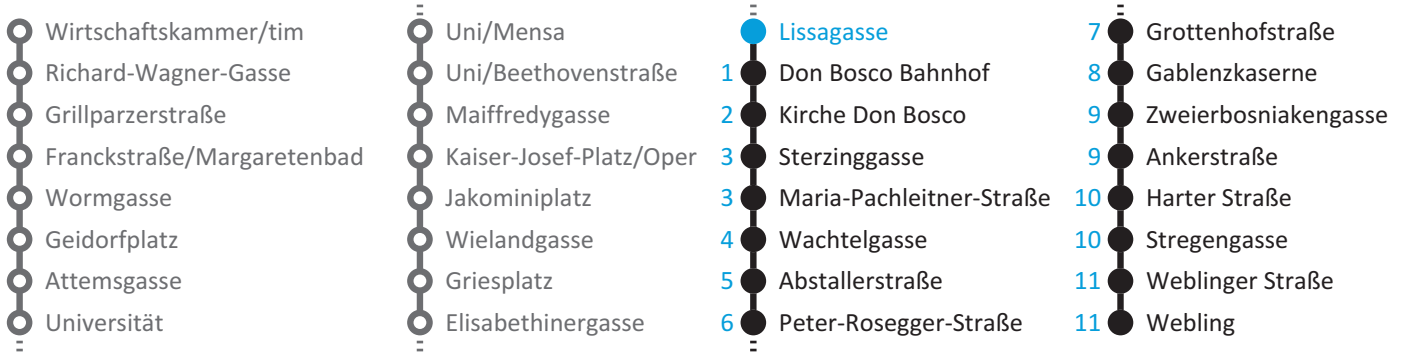 Wirtschaftskammer/tim
Richard-Wagner-Gasse
Grillparzerstraße
Franckstraße/Margaretenbad
Wormgasse
Geidorfplatz
Attemsgasse
Universität
Uni/Mensa
Uni/Beethovenstraße
Maiffredygasse
Kaiser-Josef-Platz/Oper
Jakominiplatz
Wielandgasse
Griesplatz
Elisabethinergasse
Lissagasse
1 Don Bosco Bahnhof
2 Kirche Don Bosco
3 Sterzinggasse
3 Maria-Pachleitner-Straße
4 Wachtelgasse
5 Abstallerstraße
6 Peter-Rosegger-Straße
7 Grottenhofstraße
8 Gablenzkaserne
9 Zweierbosniakengasse
9 Ankerstraße
10 Harter Straße
10 Stregengasse
11 Weblinger Straße
11 Webling